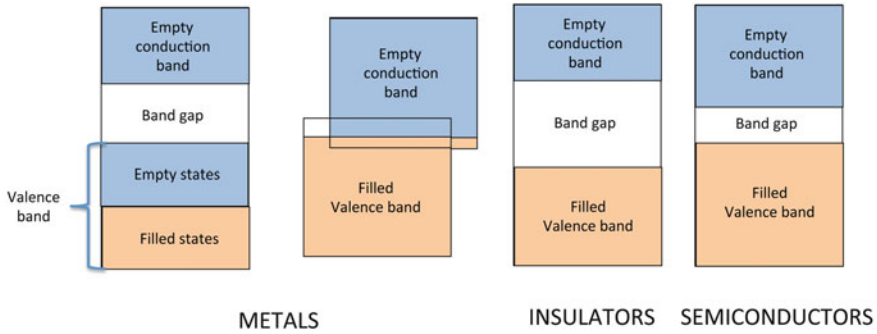 Empty
conduction
band
Band gap
Valence
band
Empty states
Filled states
Empty
conduction
band
Filled
Valence band
METALS
Empty
conduction
band
Band gap
Filled
Valence band
INSULATORS
Empty
conduction
band
Band gap
Filled
Valence band
SEMICONDUCTORS